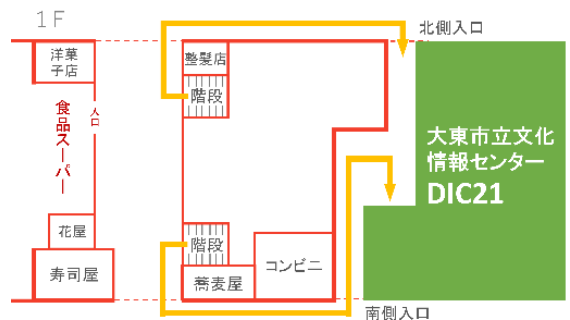 1F
北側入口
洋菓
子店
整髪店
階段
入口
食品スーパー
大東市立文化
情報センター
DIC21
花屋
階段
コンビニ
寿司屋
蕎麦屋
南側入口